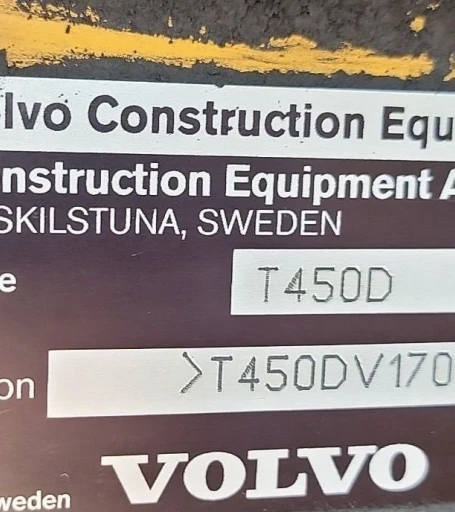 lvo Construction Equ
nstruction Equipment A
SKILSTUNA, SWEDEN
e
T450D
on
>T450DV170
VOLVO
weden